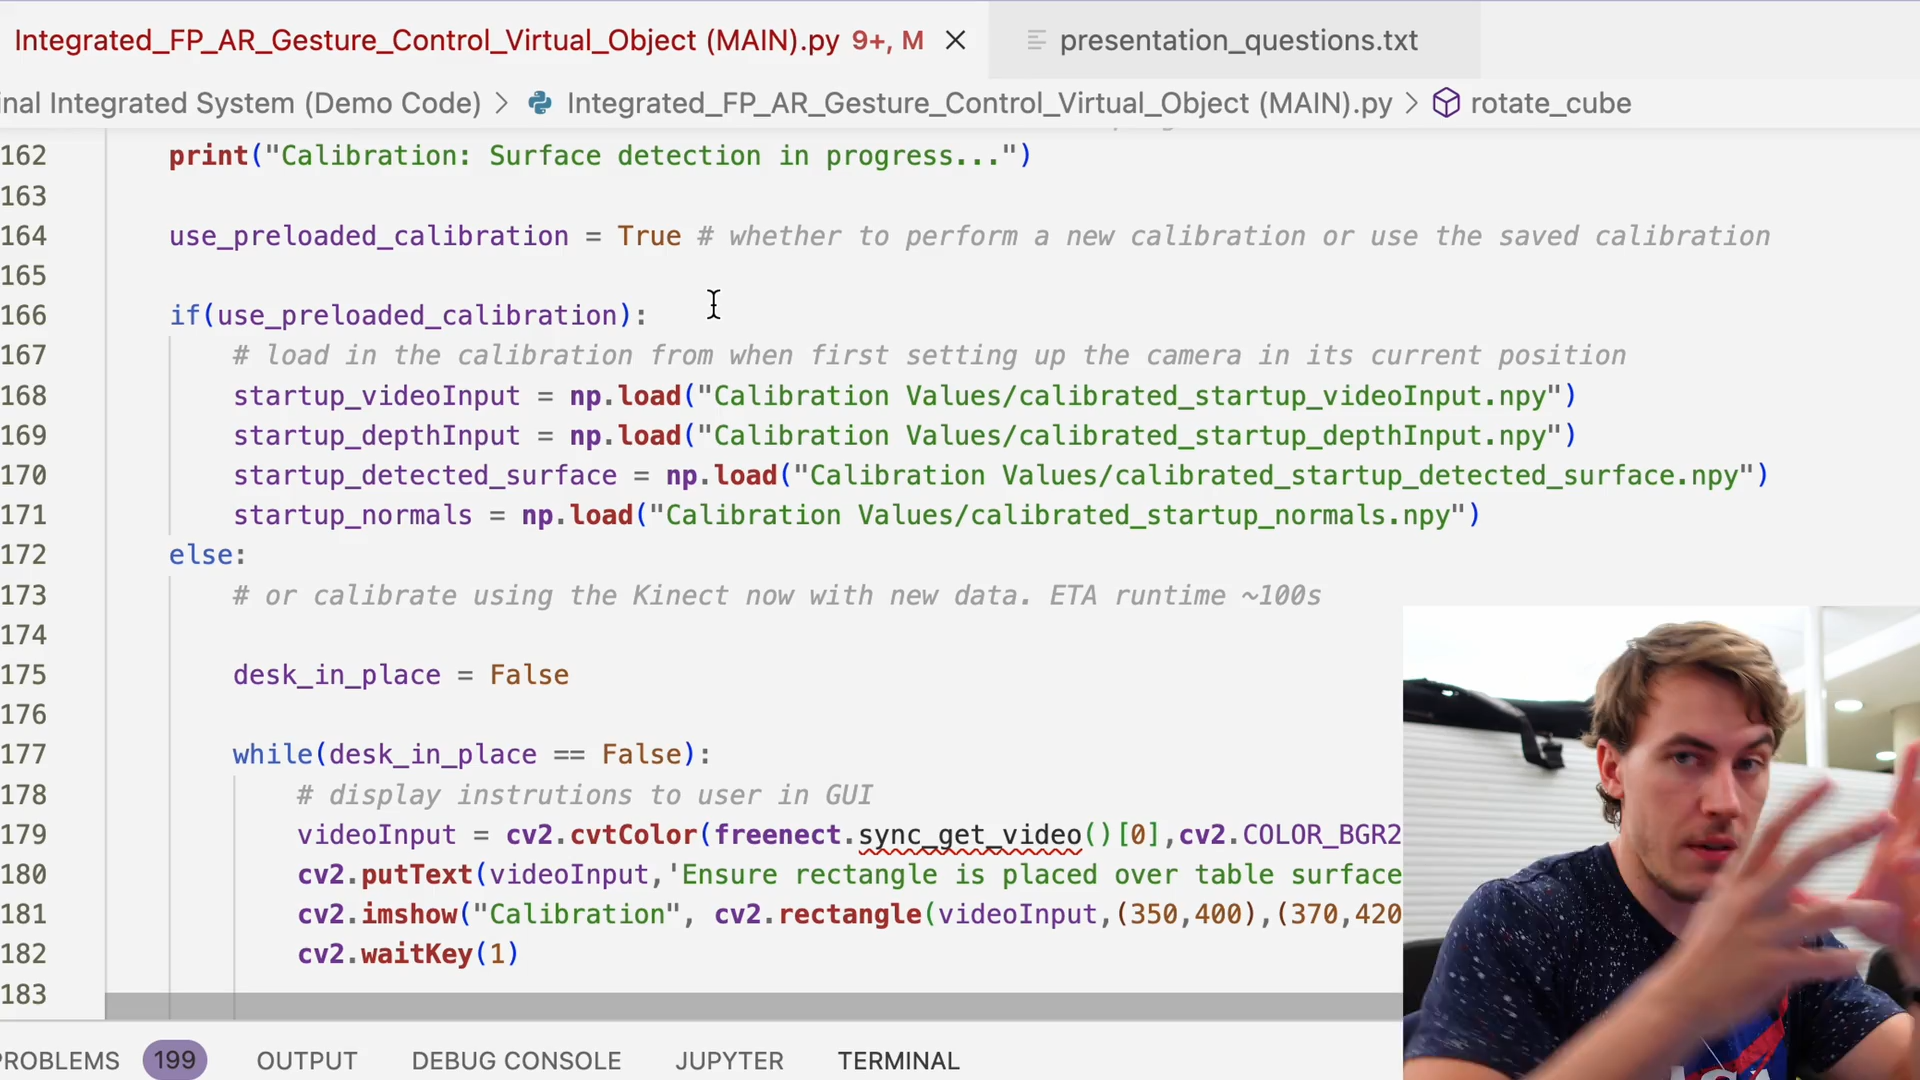 Integrated_FP_AR_Gesture_Control_Virtual_Object (MAIN).py 9+, M
presentation_questions.txt
nal Integrated System (Demo Code) > Integrated_FP_AR_Gesture_Control_Virtual_Object (MAIN).py > rotate_cube
162 print("Calibration: Surface detection in progress...")
163
164 use_preloaded_calibration = True # whether to perform a new calibration or use the saved calibration
165
166 if(use_preloaded_calibration):
167 # load in the calibration from when first setting up the camera in its current position
168 startup_videoInput = np.load("Calibration Values/calibrated_startup_videoInput.npy")
169 startup_depthInput = np.load("Calibration Values/calibrated_startup_depthInput.npy")
170 startup_detected_surface = np.load("Calibration Values/calibrated_startup_detected_surface.npy")
171 startup_normals = np.load("Calibration Values/calibrated_startup_normals.npy")
172 else:
173 # or calibrate using the Kinect now with new data. ETA runtime ~100s
174
175 desk_in_place = False
176
177 while(desk_in_place == False):
178 # display instrutions to user in GUI
179 videoInput = cv2.cvtColor(freenect.sync_get_video()[0],cv2.COLOR_BGR2
180 cv2.putText(videoInput,'Ensure rectangle is placed over table surface
181 cv2.imshow("Calibration", cv2.rectangle(videoInput,(350,400),(370,420
182 cv2.waitKey(1)
183
PROBLEMS 199 OUTPUT DEBUG CONSOLE JUPYTER TERMINAL